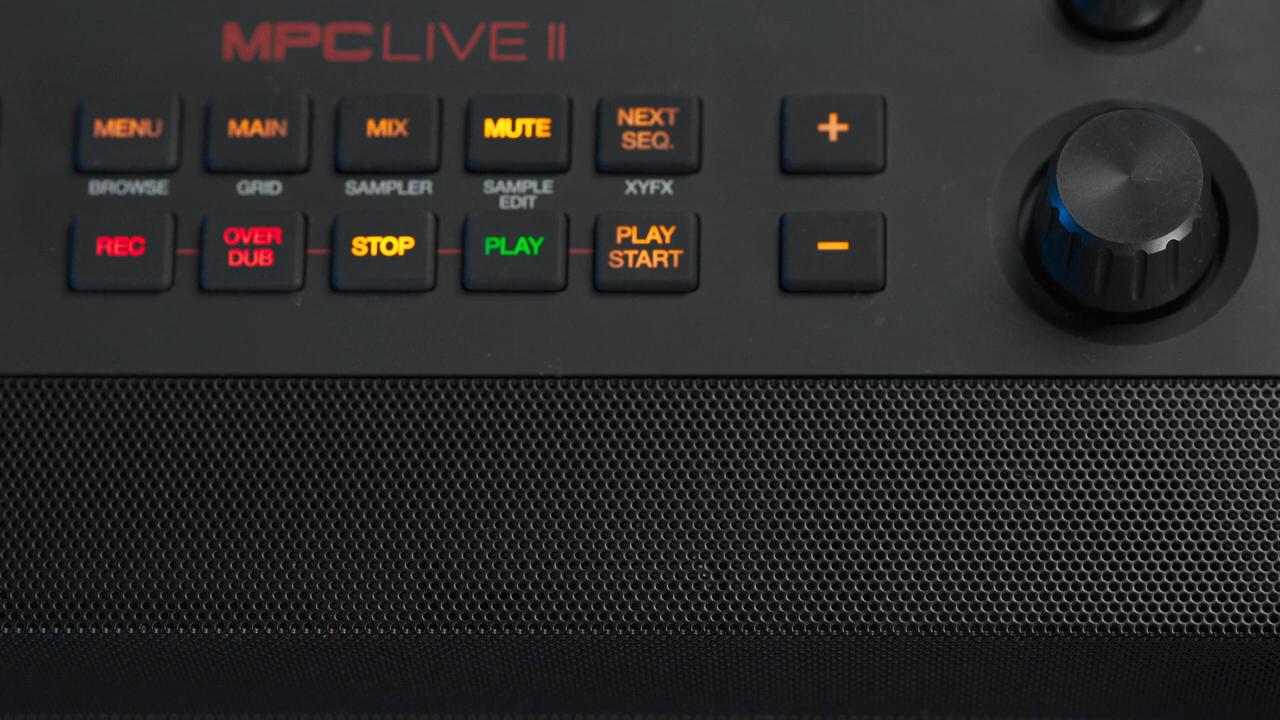 MPC LIVE II
MENU MAIN MIX MUTE NEXT SEQ. +
BROWSE GRID SAMPLER SAMPLE EDIT XYFX
REC OVER DUB STOP PLAY PLAY START −